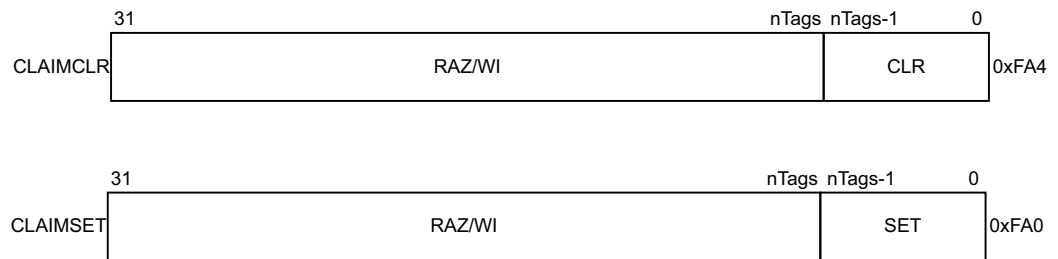 31 nTags nTags-1 0
CLAIMCLR RAZ/WI CLR 0xFA4
31 nTags nTags-1 0
CLAIMSET RAZ/WI SET 0xFA0